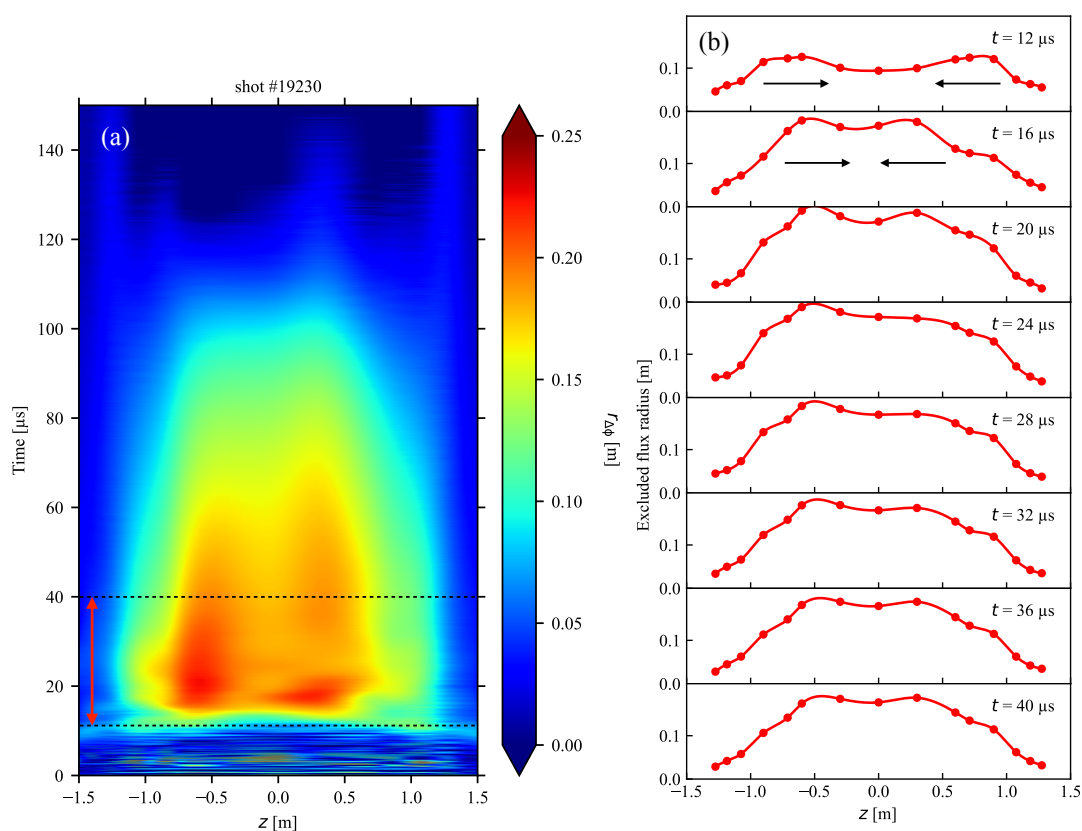 shot #19230
(a)
Time [µs]
140
120
100
80
60
40
20
0
−1.5
−1.0
−0.5
0.0
0.5
1.0
1.5
z [m]
0.25
0.20
0.15
0.10
0.05
0.00
rΔϕ [m]
(b)
Excluded flux radius [m]
t = 12 µs
0.1
0.0
t = 16 µs
0.1
0.0
t = 20 µs
0.1
0.0
t = 24 µs
0.1
0.0
t = 28 µs
0.1
0.0
t = 32 µs
0.1
0.0
t = 36 µs
0.1
0.0
t = 40 µs
0.1
0.0
−1.5
−1.0
−0.5
0.0
0.5
1.0
1.5
z [m]